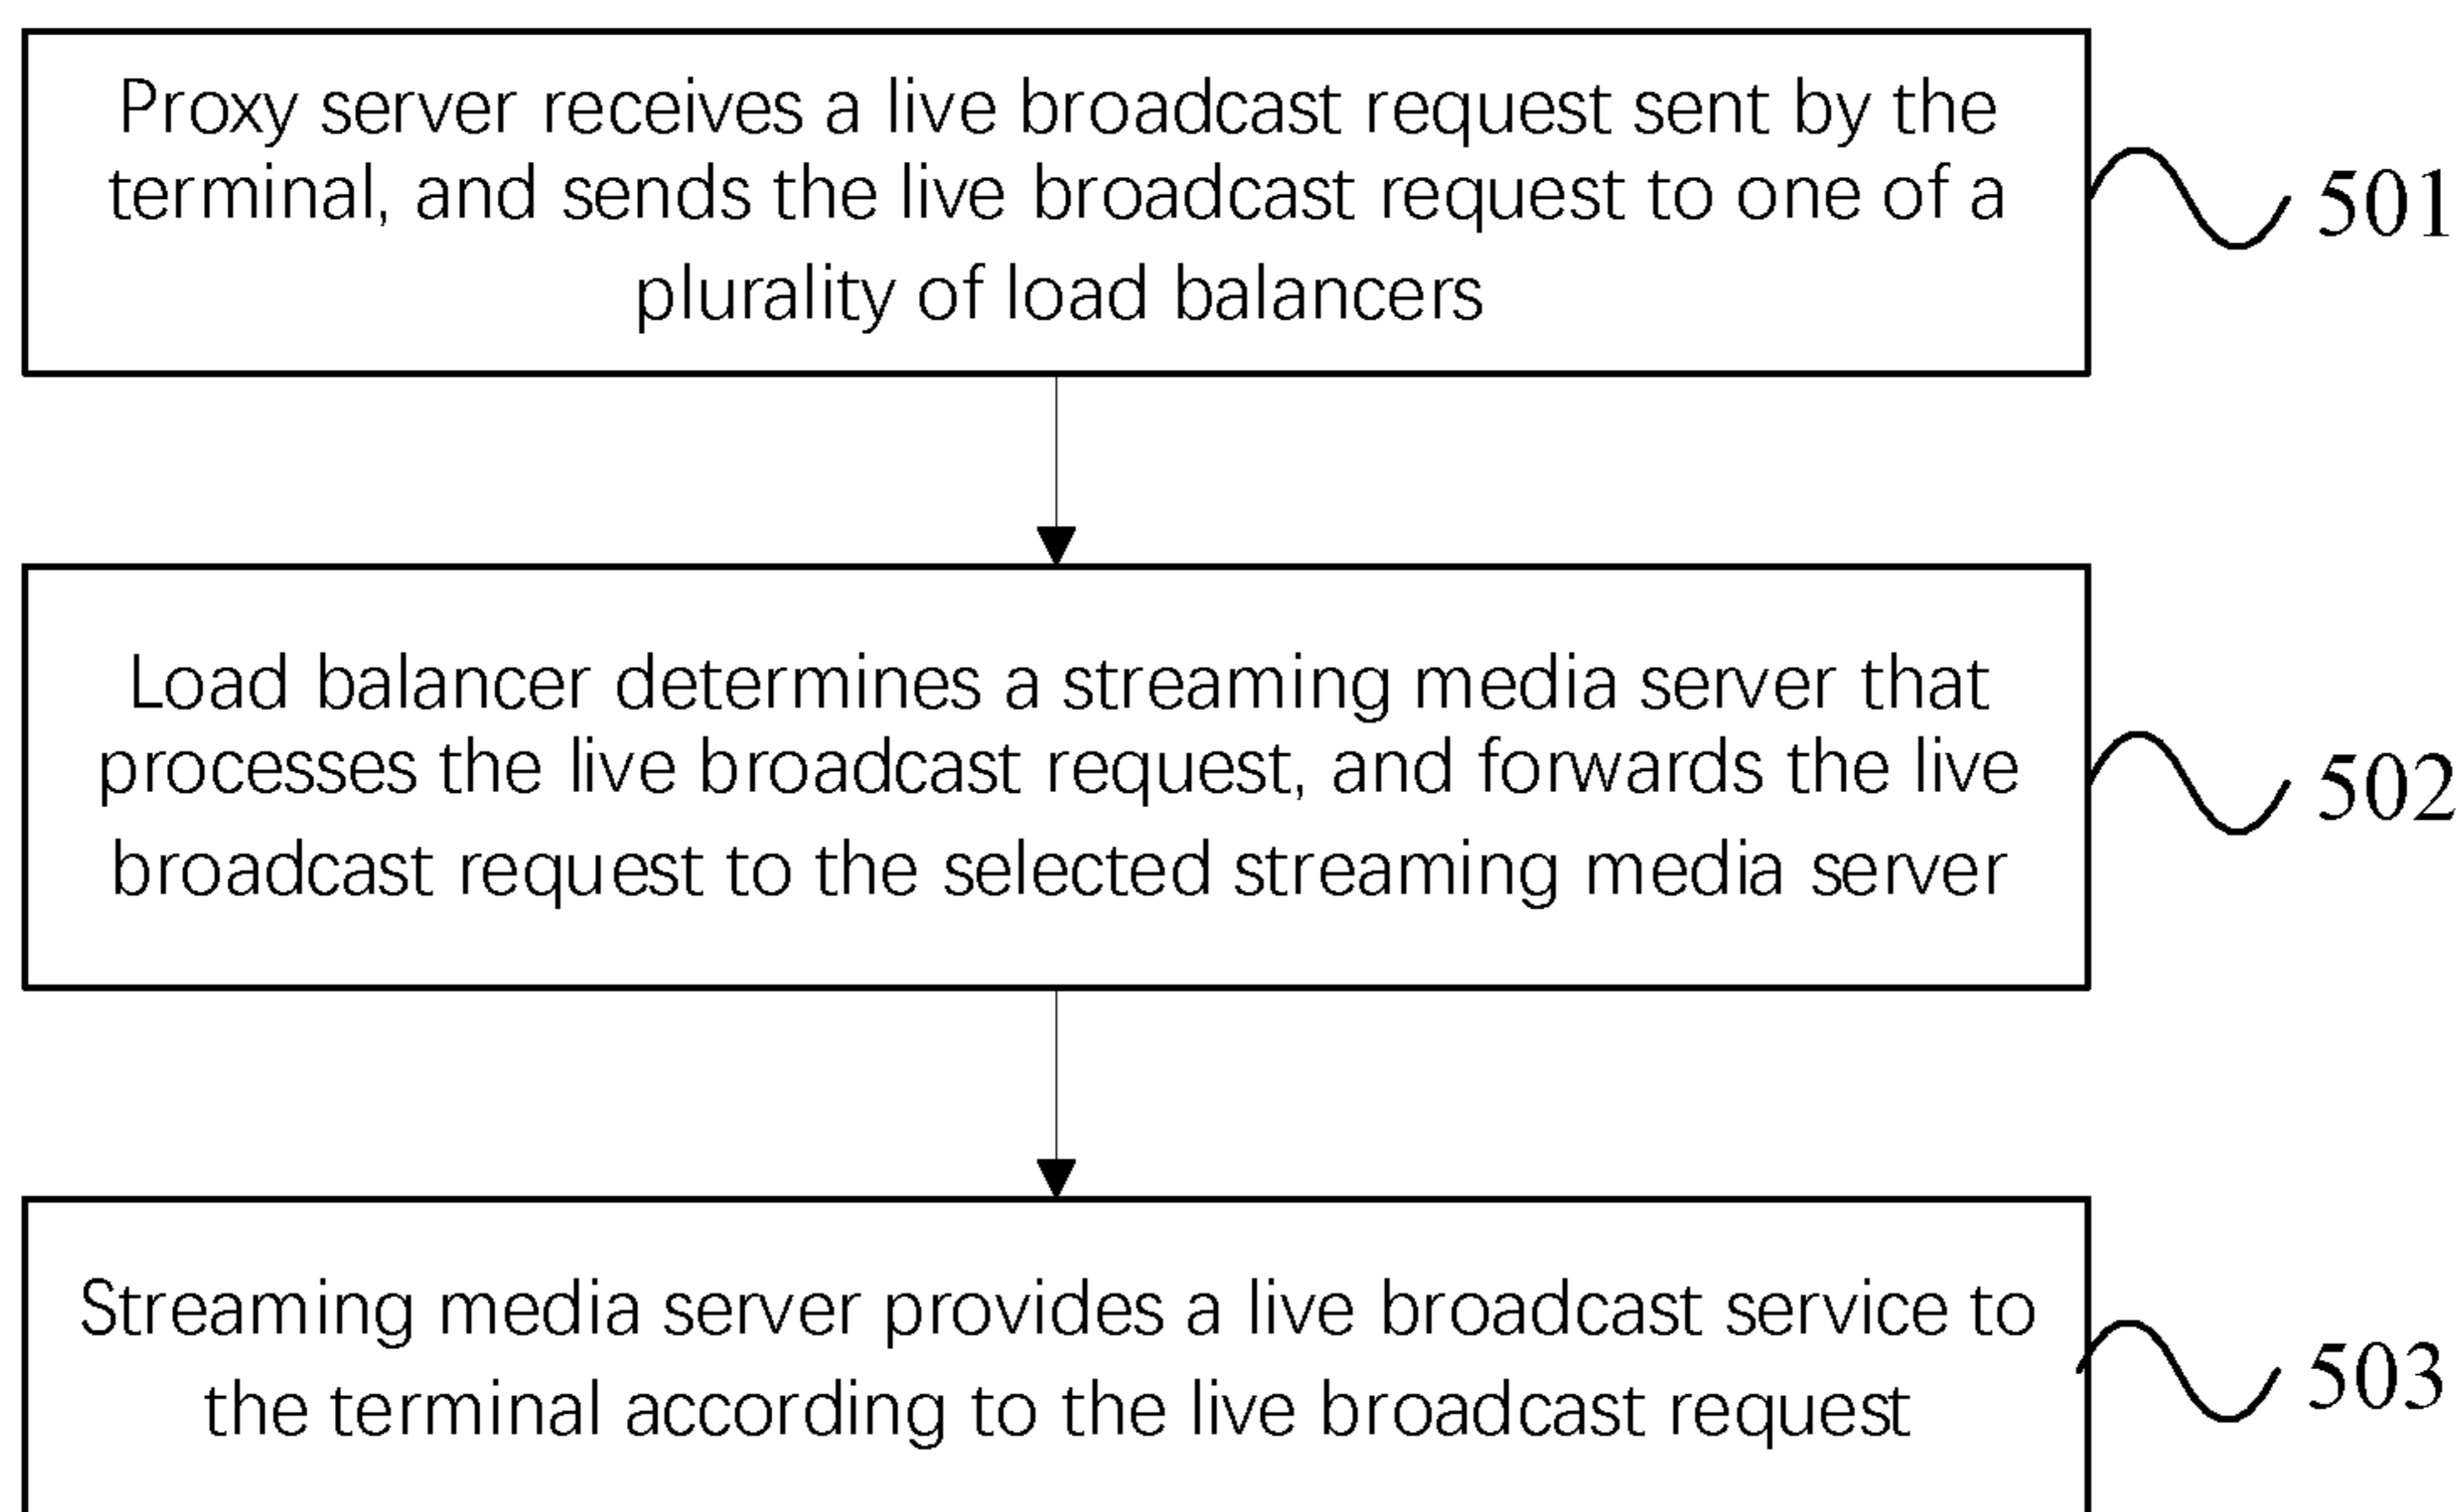 Proxy server receives a live broadcast request sent by the
terminal, and sends the live broadcast request to one of a
plurality of load balancers
501
Load balancer determines a streaming media server that
processes the live broadcast request, and forwards the live
broadcast request to the selected streaming media server
502
Streaming media server provides a live broadcast service to
the terminal according to the live broadcast request
503